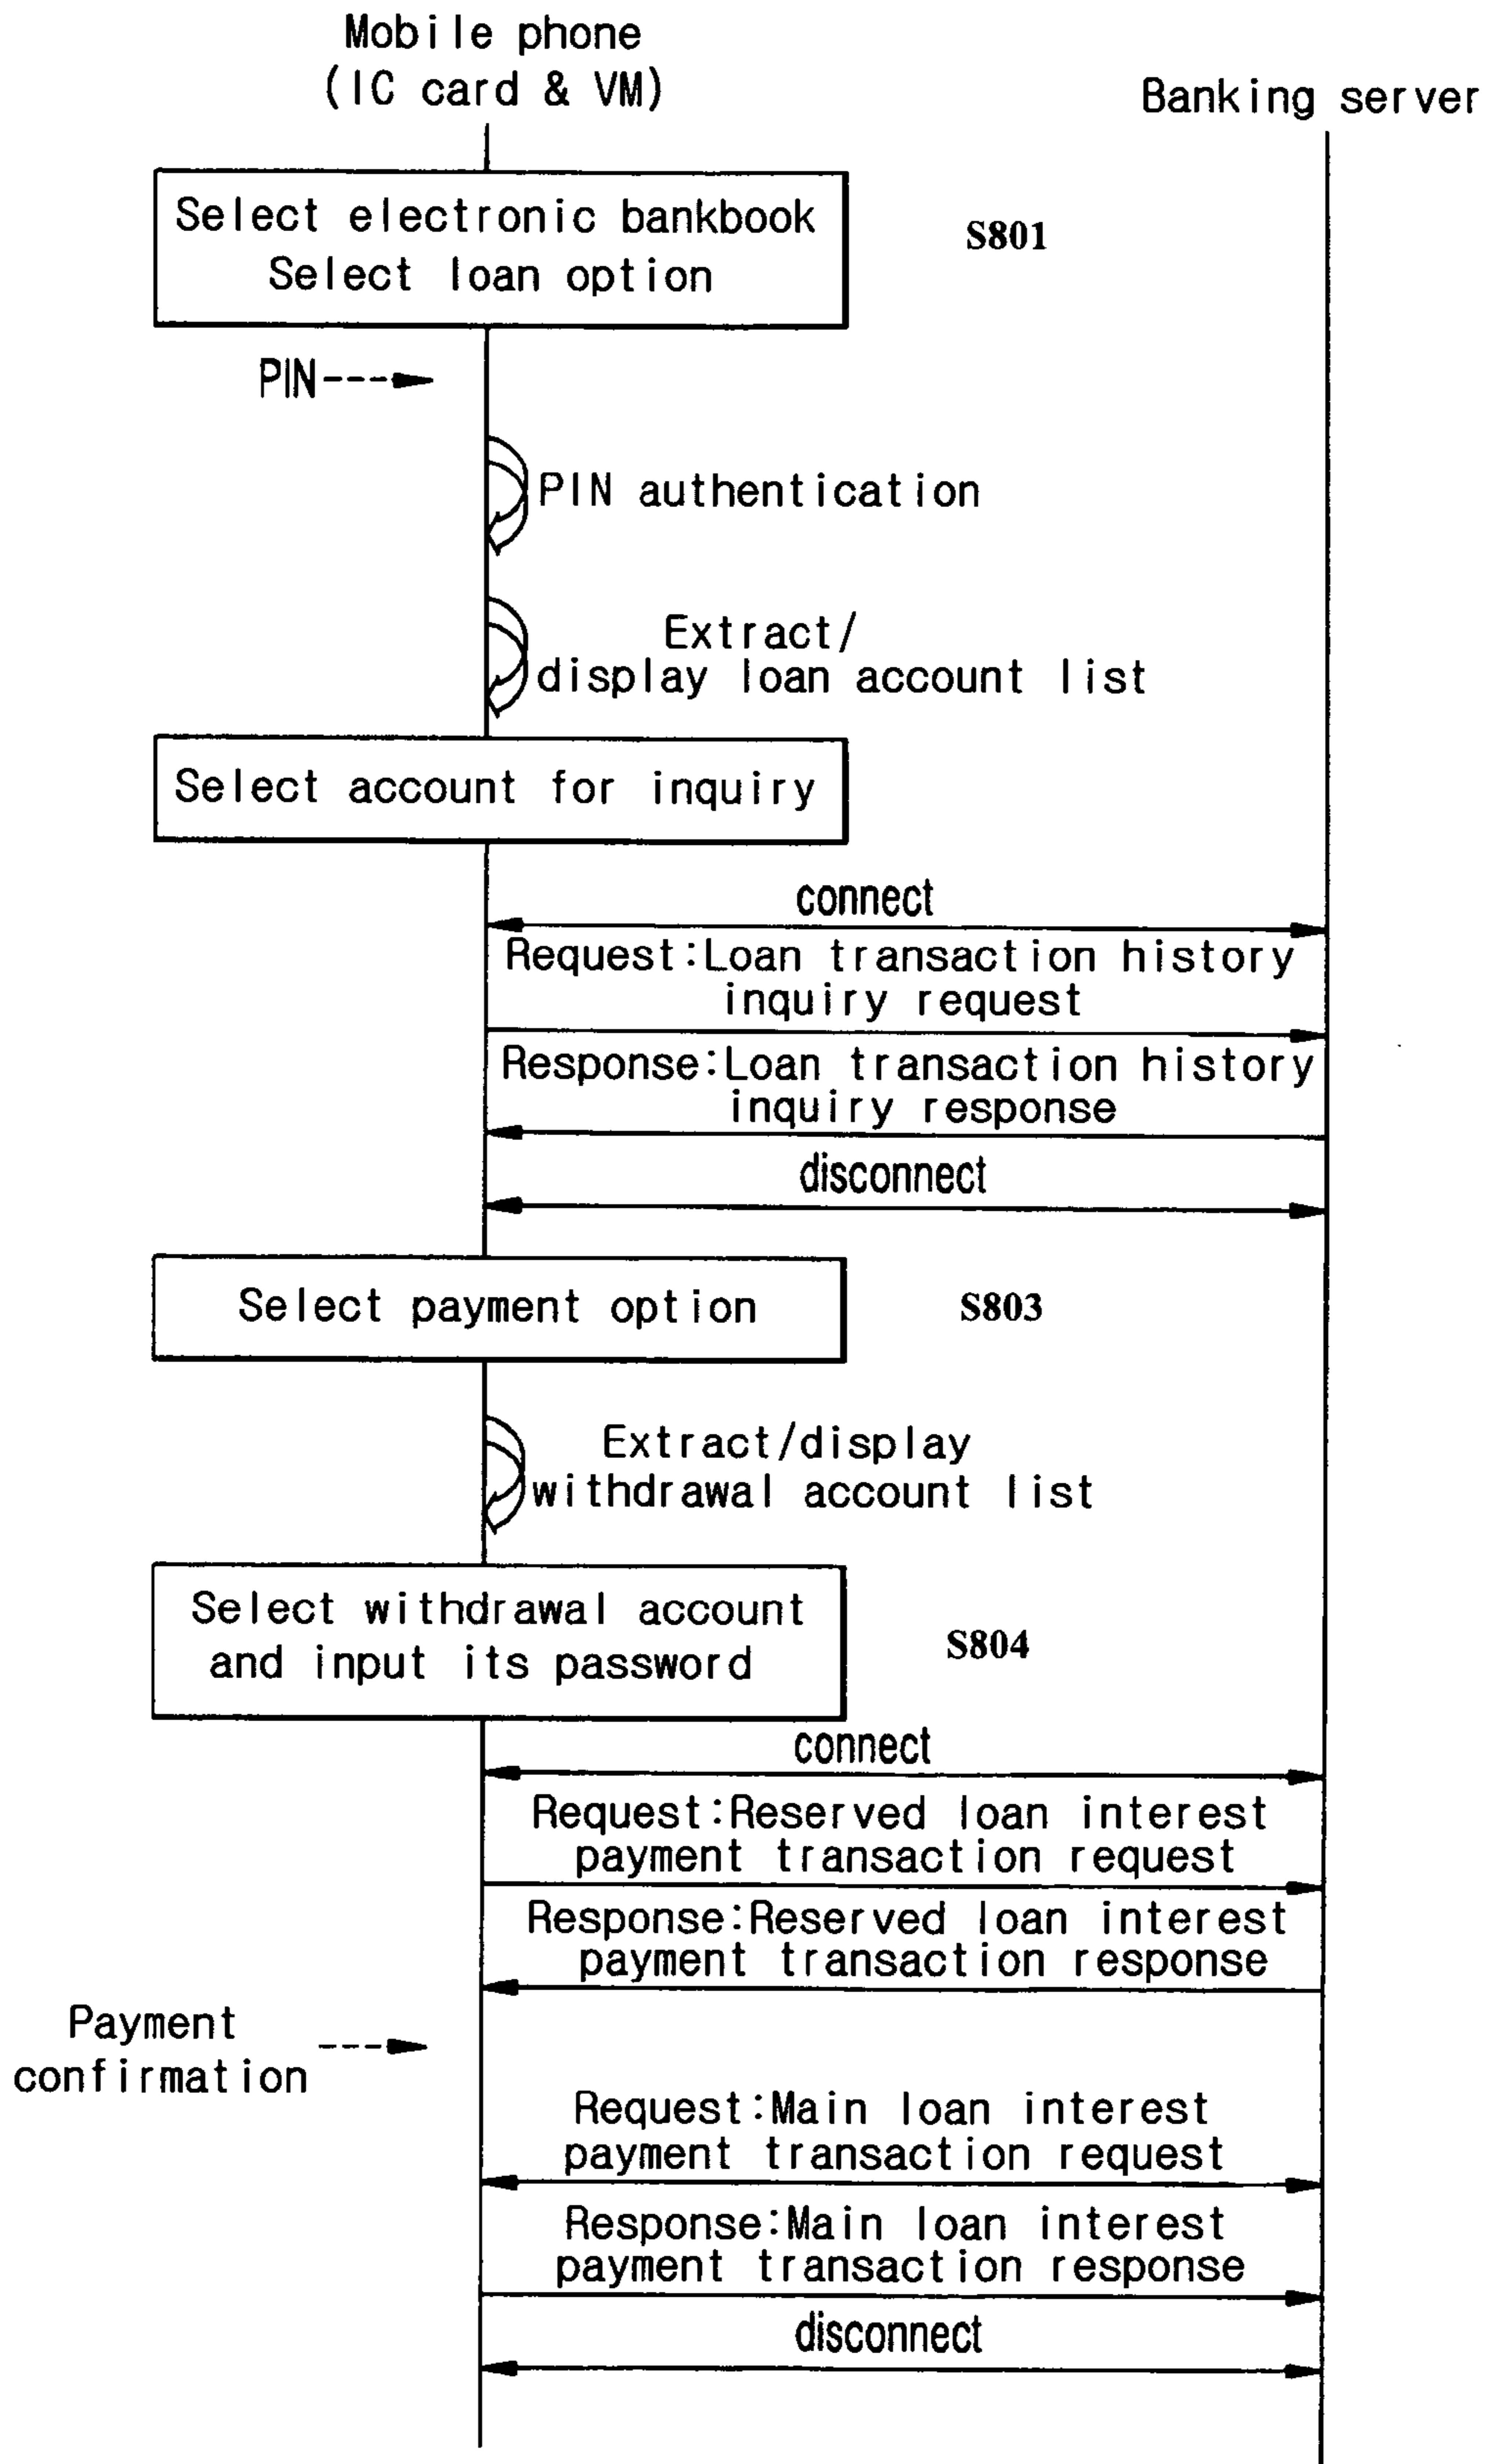 Mobile phone
(IC card & VM)
Banking server
Select electronic bankbook
Select loan option
S801
PIN
PIN authentication
Extract/
display loan account list
Select account for inquiry
connect
Request:Loan transaction history
inquiry request
Response:Loan transaction history
inquiry response
disconnect
Select payment option
S803
Extract/display
withdrawal account list
Select withdrawal account
and input its password
S804
connect
Request:Reserved loan interest
payment transaction request
Response:Reserved loan interest
payment transaction response
Payment
confirmation
Request:Main loan interest
payment transaction request
Response:Main loan interest
payment transaction response
disconnect